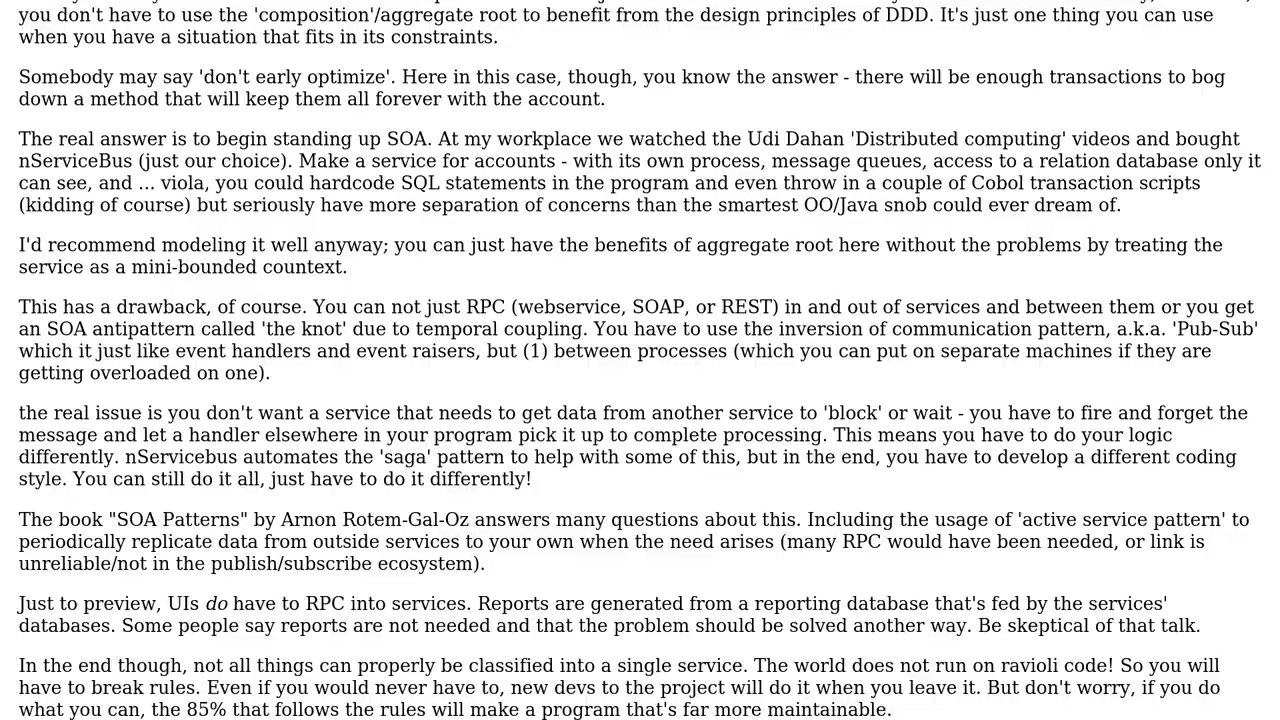 you don't have to use the 'composition'/aggregate root to benefit from the design principles of DDD. It's just one thing you can use
when you have a situation that fits in its constraints.
Somebody may say 'don't early optimize'. Here in this case, though, you know the answer - there will be enough transactions to bog
down a method that will keep them all forever with the account.
The real answer is to begin standing up SOA. At my workplace we watched the Udi Dahan 'Distributed computing' videos and bought
nServiceBus (just our choice). Make a service for accounts - with its own process, message queues, access to a relation database only it
can see, and ... viola, you could hardcode SQL statements in the program and even throw in a couple of Cobol transaction scripts
(kidding of course) but seriously have more separation of concerns than the smartest OO/Java snob could ever dream of.
I'd recommend modeling it well anyway; you can just have the benefits of aggregate root here without the problems by treating the
service as a mini-bounded countext.
This has a drawback, of course. You can not just RPC (webservice, SOAP, or REST) in and out of services and between them or you get
an SOA antipattern called 'the knot' due to temporal coupling. You have to use the inversion of communication pattern, a.k.a. 'Pub-Sub'
which it just like event handlers and event raisers, but (1) between processes (which you can put on separate machines if they are
getting overloaded on one).
the real issue is you don't want a service that needs to get data from another service to 'block' or wait - you have to fire and forget the
message and let a handler elsewhere in your program pick it up to complete processing. This means you have to do your logic
differently. nServicebus automates the 'saga' pattern to help with some of this, but in the end, you have to develop a different coding
style. You can still do it all, just have to do it differently!
The book "SOA Patterns" by Arnon Rotem-Gal-Oz answers many questions about this. Including the usage of 'active service pattern' to
periodically replicate data from outside services to your own when the need arises (many RPC would have been needed, or link is
unreliable/not in the publish/subscribe ecosystem).
Just to preview, UIs do have to RPC into services. Reports are generated from a reporting database that's fed by the services'
databases. Some people say reports are not needed and that the problem should be solved another way. Be skeptical of that talk.
In the end though, not all things can properly be classified into a single service. The world does not run on ravioli code! So you will
have to break rules. Even if you would never have to, new devs to the project will do it when you leave it. But don't worry, if you do
what you can, the 85% that follows the rules will make a program that's far more maintainable.